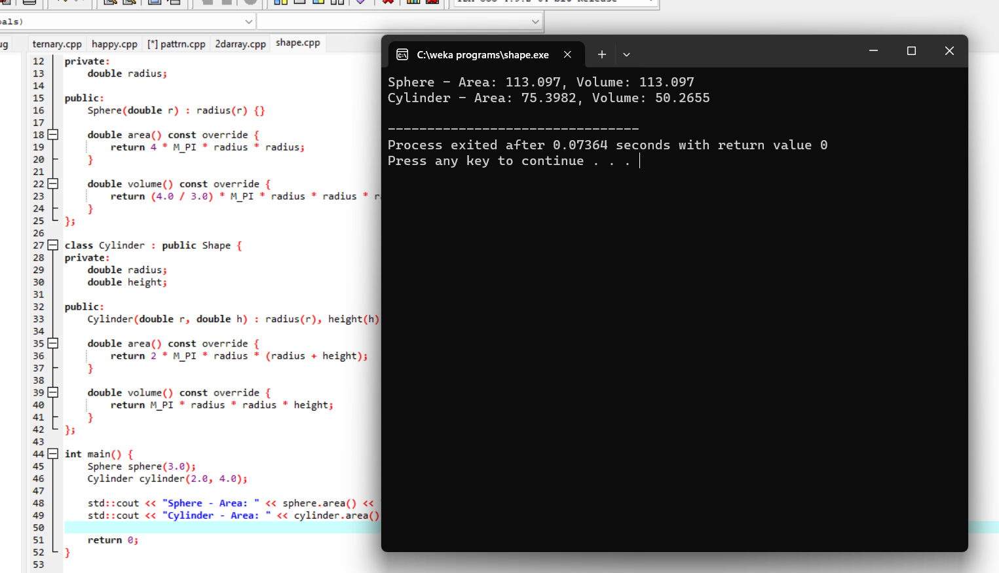 als)
ug
ternary.cpp happy.cpp [*] pattrn.cpp 2darray.cpp shape.cpp
12 private:
13 double radius;
14
15 public:
16 Sphere(double r) : radius(r) {}
17
18 double area() const override {
19 return 4 * M_PI * radius * radius;
20 }
21
22 double volume() const override {
23 return (4.0 / 3.0) * M_PI * radius * radius * r
24 }
25 };
26
27 class Cylinder : public Shape {
28 private:
29 double radius;
30 double height;
31
32 public:
33 Cylinder(double r, double h) : radius(r), height(h)
34
35 double area() const override {
36 return 2 * M_PI * radius * (radius + height);
37 }
38
39 double volume() const override {
40 return M_PI * radius * radius * height;
41 }
42 };
43
44 int main() {
45 Sphere sphere(3.0);
46 Cylinder cylinder(2.0, 4.0);
47
48 std::cout << "Sphere - Area: " << sphere.area() <<
49 std::cout << "Cylinder - Area: " << cylinder.area()
50
51 return 0;
52 }
53
C:\weka programs\shape.exe
Sphere - Area: 113.097, Volume: 113.097
Cylinder - Area: 75.3982, Volume: 50.2655
--------------------------------
Process exited after 0.07364 seconds with return value 0
Press any key to continue . . .